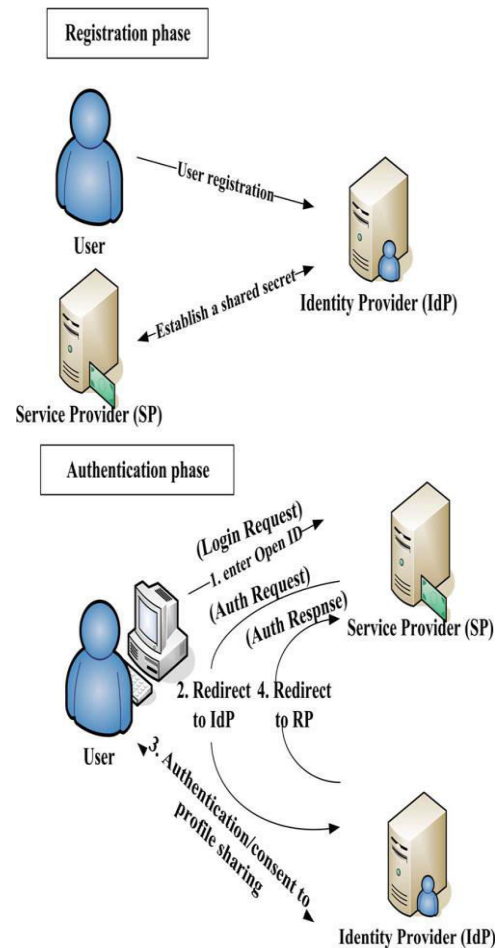 Registration phase
User registration
User
Identity Provider (IdP)
Establish a shared secret
Service Provider (SP)
Authentication phase
(Login Request)
1. enter Open ID
(Auth Request)
(Auth Respnse)
Service Provider (SP)
2. Redirect
to IdP
4. Redirect
to RP
User
3. Authentication/consent to
profile sharing
Identity Provider (IdP)